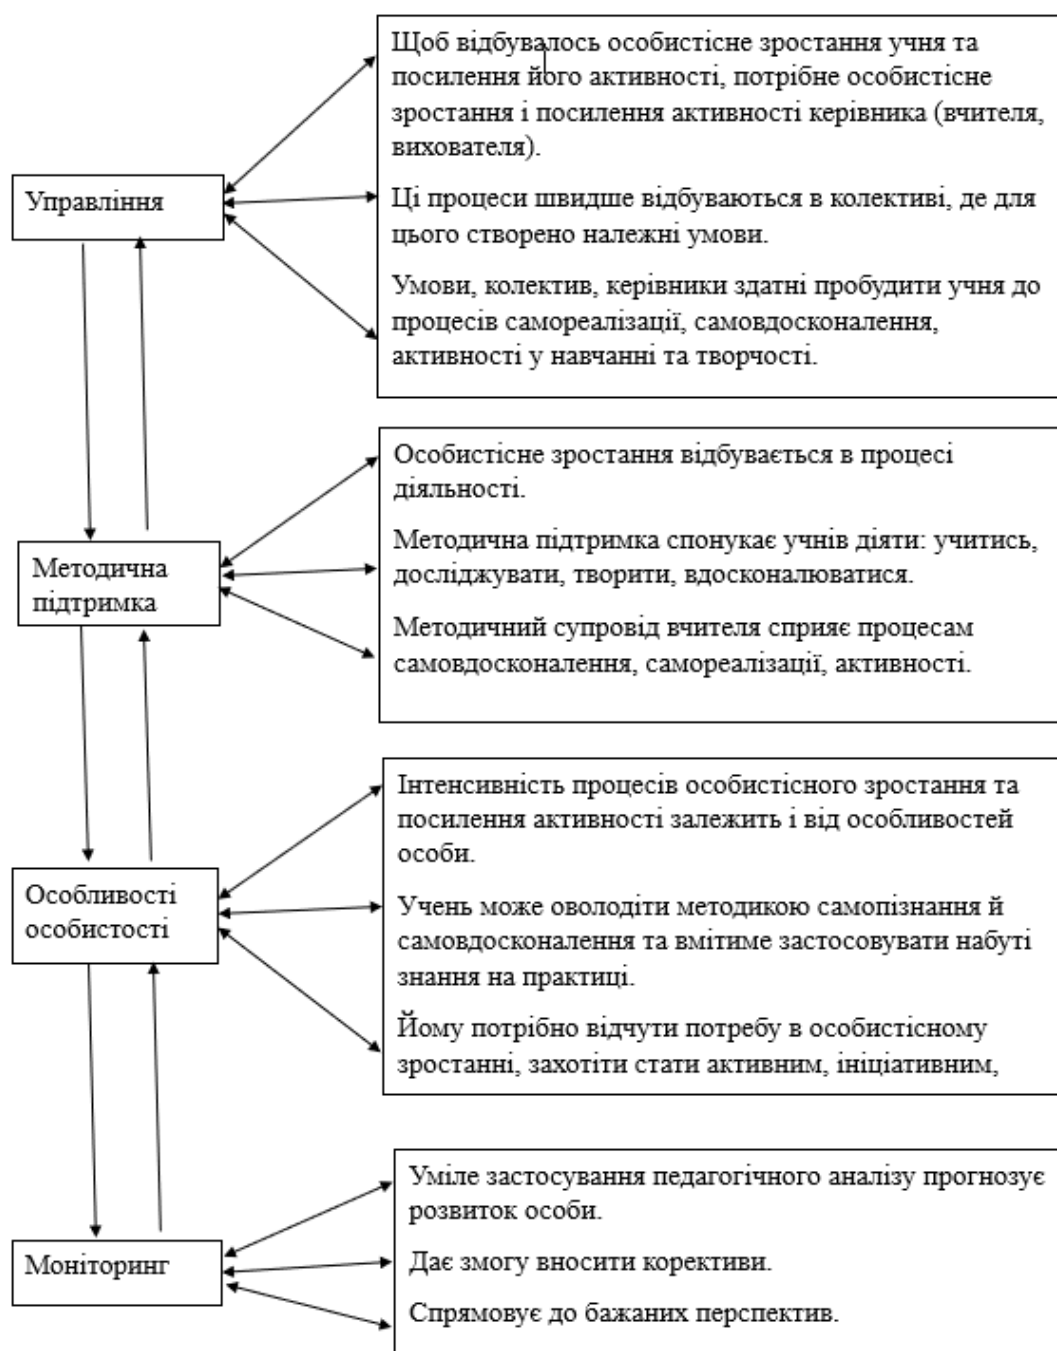 Щоб відбувалось особистісне зростання учня та
посилення його активності, потрібне особистісне
зростання і посилення активності керівника (вчителя,
вихователя).
Управління
Ці процеси швидше відбуваються в колективі, де для
цього створено належні умови.
Умови, колектив, керівники здатні пробудити учня до
процесів самореалізації, самовдосконалення,
активності у навчанні та творчості.
Особистісне зростання відбувається в процесі
діяльності.
Методична
підтримка
Методична підтримка спонукає учнів діяти: учитись,
досліджувати, творити, вдосконалюватися.
Методичний супровід вчителя сприяє процесам
самовдосконалення, самореалізації, активності.
Інтенсивність процесів особистісного зростання та
посилення активності залежить і від особливостей
особи.
Особливості
особистості
Учень може оволодіти методикою самопізнання й
самовдосконалення та вмітиме застосовувати набуті
знання на практиці.
Йому потрібно відчути потребу в особистісному
зростанні, захотіти стати активним, ініціативним,
Уміле застосування педагогічного аналізу прогнозує
розвиток особи.
Моніторинг
Дає змогу вносити корективи.
Спрямовує до бажаних перспектив.